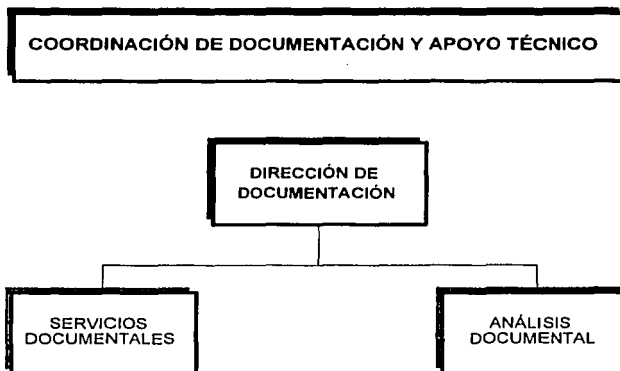 COORDINACIÓN DE DOCUMENTACIÓN Y APOYO TÉCNICO
DIRECCIÓN DE
DOCUMENTACIÓN
SERVICIOS
DOCUMENTALES
ANÁLISIS
DOCUMENTAL